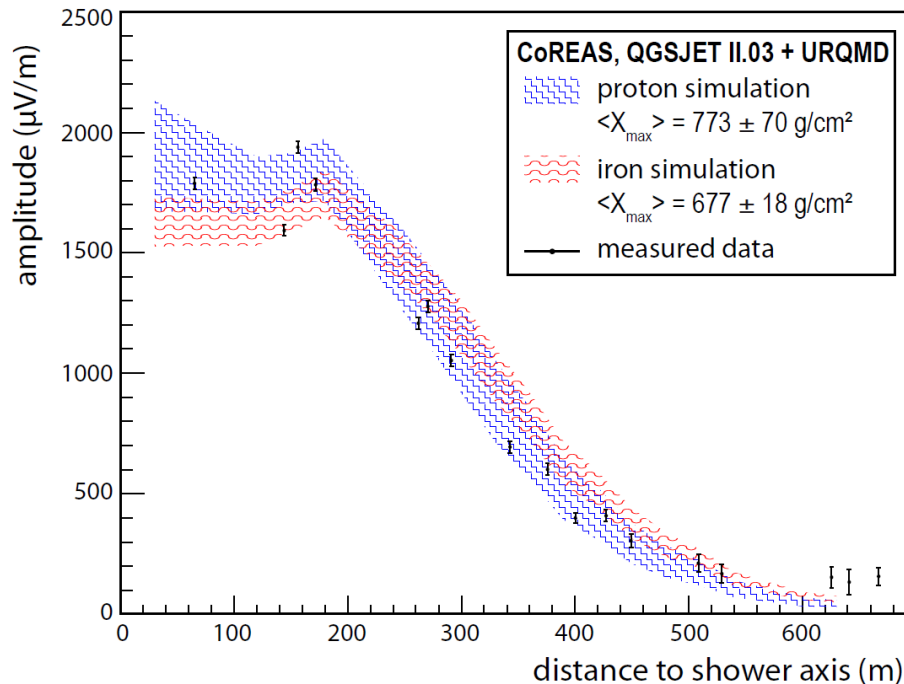 2500
2000
1500
1000
500
0
amplitude (µV/m)
CoREAS, QGSJET II.03 + URQMD
proton simulation
<Xmax> = 773 ± 70 g/cm²
iron simulation
<Xmax> = 677 ± 18 g/cm²
measured data
0 100 200 300 400 500 600
distance to shower axis (m)